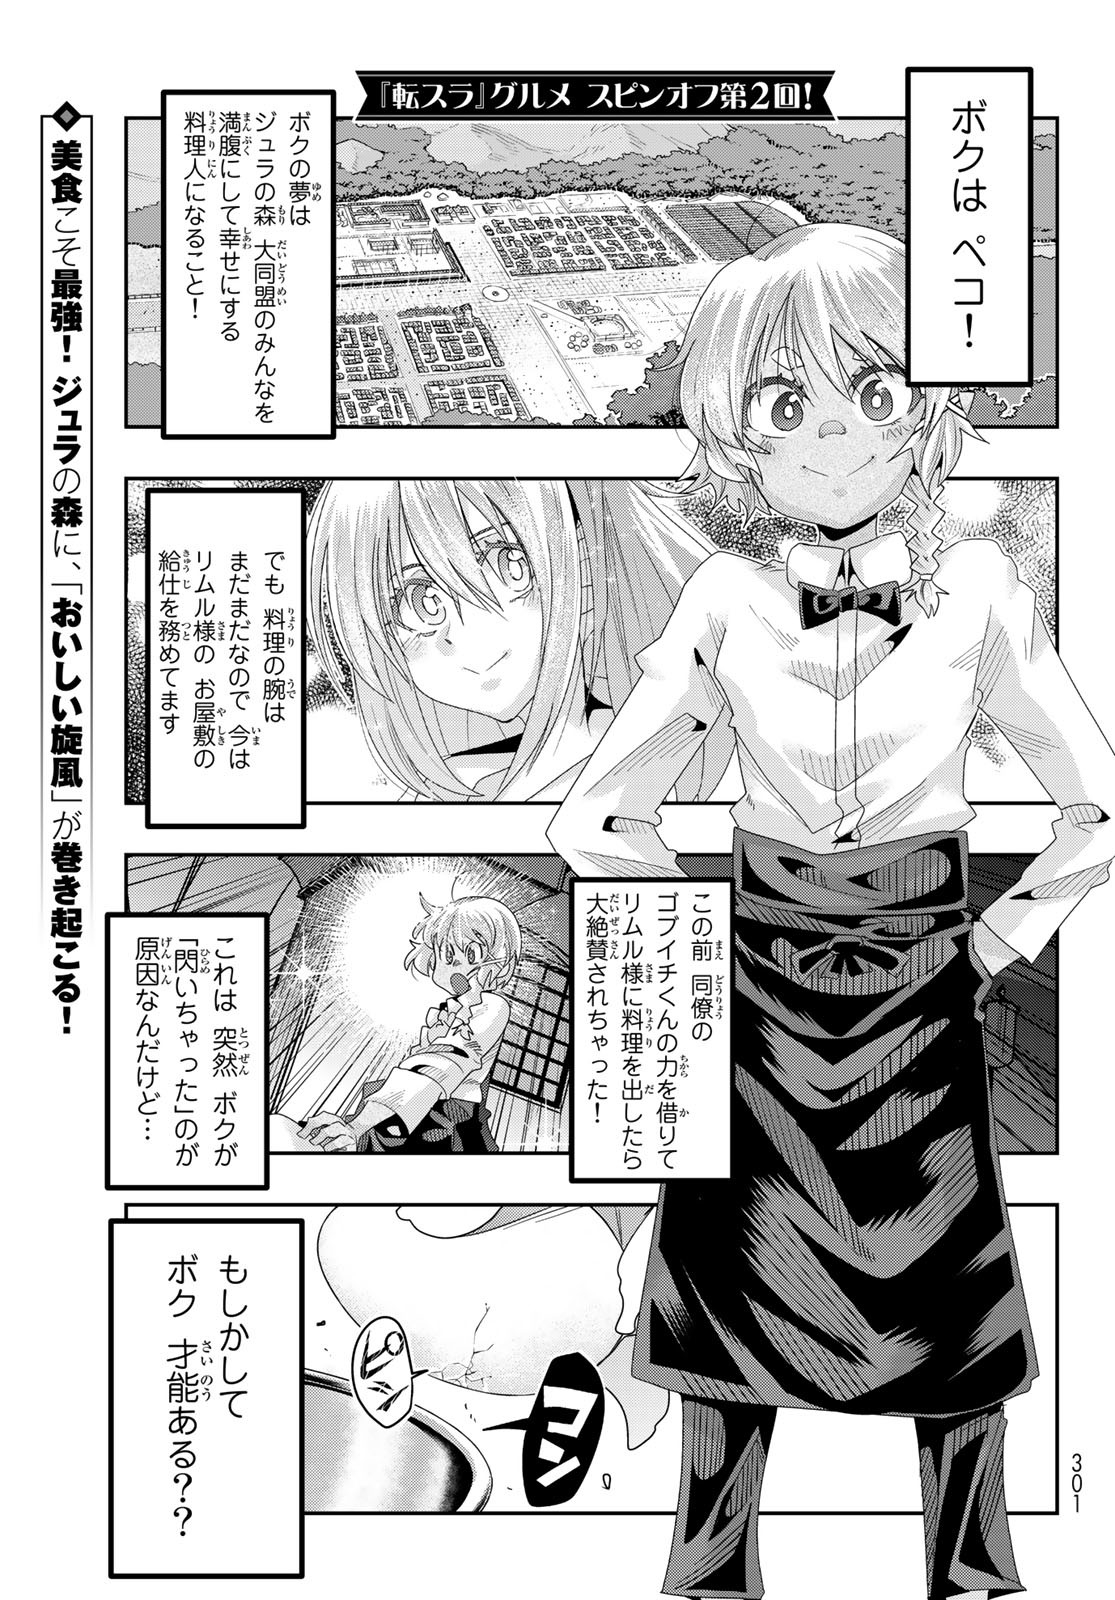 『転スラ』グルメ スピンオフ第2回!
ボクは ペコ!
ボクの夢は
ジュラの森 大同盟のみんなを
満腹にして幸せにする
料理人になること!
でも 料理の腕は
まだまだなので 今は
リムル様の お屋敷の
給仕を務めてます
この前 同僚の
ゴブイチくんの力を借りて
リムル様に料理を出したら
大絶賛されちゃった!
これは 突然 ボクが
「閃いちゃった」のが
原因なんだけど…
もしかして
ボク 才能ある??
コン
◆美食こそ最強! ジュラの森に、「おいしい旋風」が巻き起こる!
301